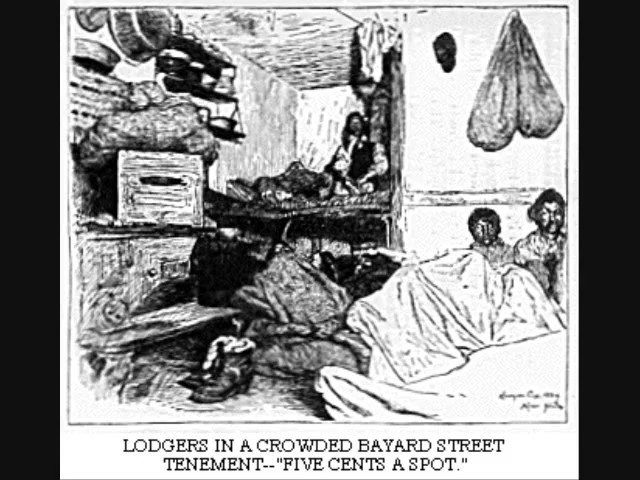 LODGERS IN A CROWDED BAYARD STREET
TENEMENT--"FIVE CENTS A SPOT."